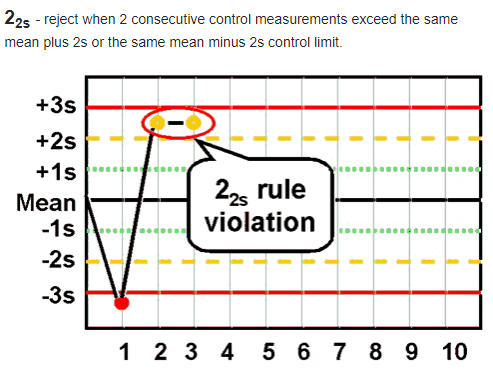 22s - reject when 2 consecutive control measurements exceed the same
mean plus 2s or the same mean minus 2s control limit.
+3s
+2s
+1s
Mean
-1s
-2s
-3s
22s rule
violation
1 2 3 4 5 6 7 8 9 10